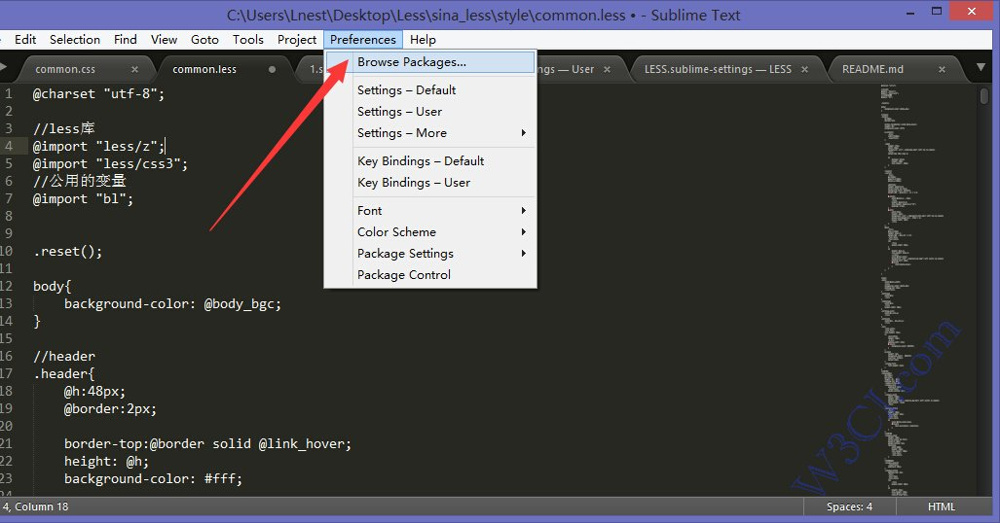 C:\Users\Lnest\Desktop\Less\sina_less\style\common.less • - Sublime Text
Edit Selection Find View Goto Tools Project Preferences Help
common.css × common.less 1.s ngs — User × LESS.sublime-settings — LESS × README.md ×
Browse Packages...
Settings – Default
Settings – User
Settings – More
Key Bindings – Default
Key Bindings – User
Font
Color Scheme
Package Settings
Package Control
1 @charset "utf-8";
2
3 //less库
4 @import "less/z";
5 @import "less/css3";
6 //公用的变量
7 @import "bl";
8
9
10 .reset();
11
12 body{
13 background-color: @body_bgc;
14 }
15
16 //header
17 .header{
18 @h:48px;
19 @border:2px;
20
21 border-top:@border solid @link_hover;
22 height: @h;
23 background-color: #fff;
4, Column 18 Spaces: 4 HTML